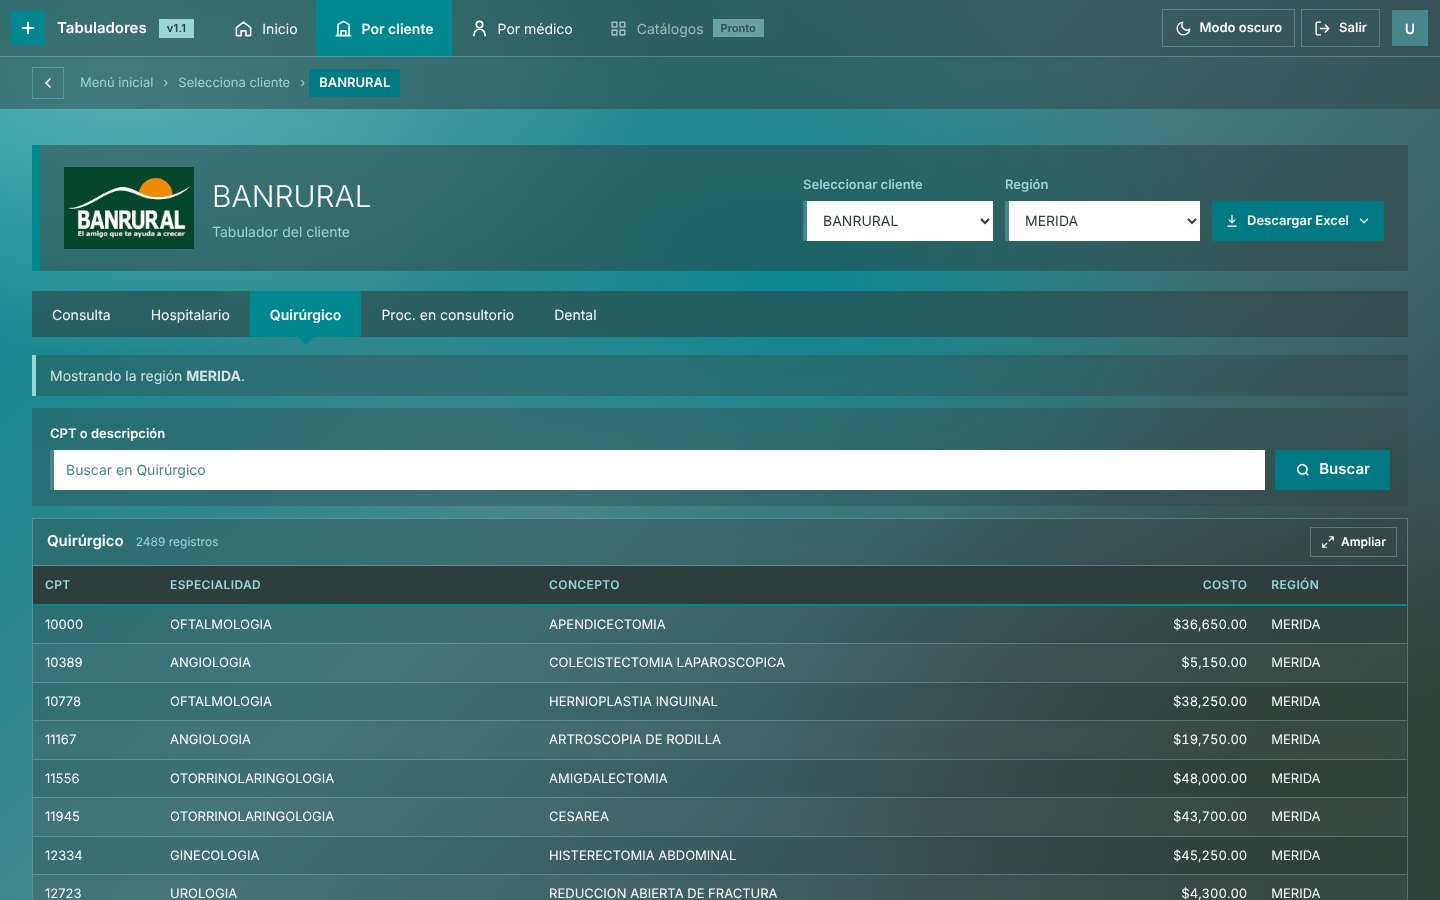 Tabuladores v1.1 Inicio Por cliente Por médico Catálogos Pronto Modo oscuro Salir U
Menú inicial › Selecciona cliente › BANRURAL
BANRURAL
El amigo que te ayuda a crecer
BANRURAL
Tabulador del cliente
Seleccionar cliente
BANRURAL
Región
MERIDA
Descargar Excel
Consulta Hospitalario Quirúrgico Proc. en consultorio Dental
Mostrando la región MERIDA.
CPT o descripción
Buscar en Quirúrgico Buscar
Quirúrgico 2489 registros Ampliar
CPT ESPECIALIDAD CONCEPTO COSTO REGIÓN
10000 OFTALMOLOGIA APENDICECTOMIA $36,650.00 MERIDA
10389 ANGIOLOGIA COLECISTECTOMIA LAPAROSCOPICA $5,150.00 MERIDA
10778 OFTALMOLOGIA HERNIOPLASTIA INGUINAL $38,250.00 MERIDA
11167 ANGIOLOGIA ARTROSCOPIA DE RODILLA $19,750.00 MERIDA
11556 OTORRINOLARINGOLOGIA AMIGDALECTOMIA $48,000.00 MERIDA
11945 OTORRINOLARINGOLOGIA CESAREA $43,700.00 MERIDA
12334 GINECOLOGIA HISTERECTOMIA ABDOMINAL $45,250.00 MERIDA
12723 UROLOGIA REDUCCION ABIERTA DE FRACTURA $4,300.00 MERIDA